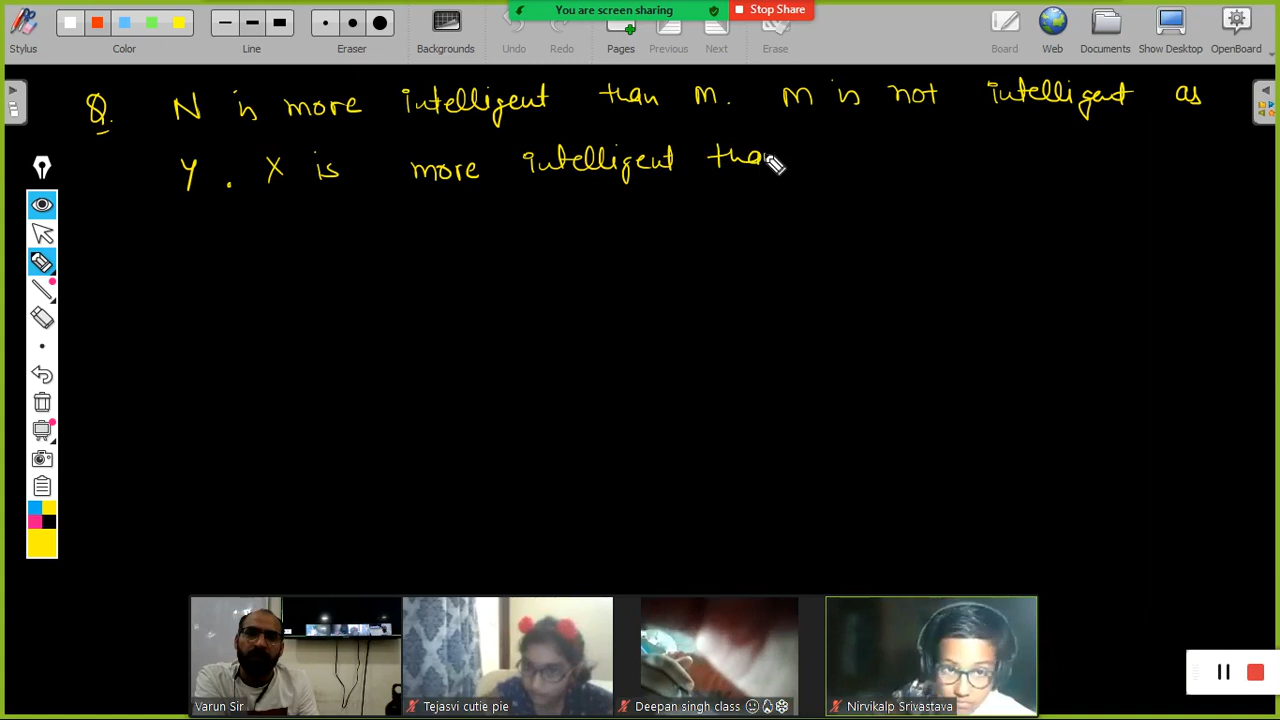 You are screen sharing
Stop Share
Stylus
Color
Line
Eraser
Backgrounds
Undo
Redo
Pages
Previous
Next
Erase
Board
Web
Documents
Show Desktop
OpenBoard
Q. N is more intelligent than M. M is not intelligent as
Y. X is more intelligent than
Varun Sir
Tejasvi cutie pie
Deepan singh class
Nirvikalp Srivastava